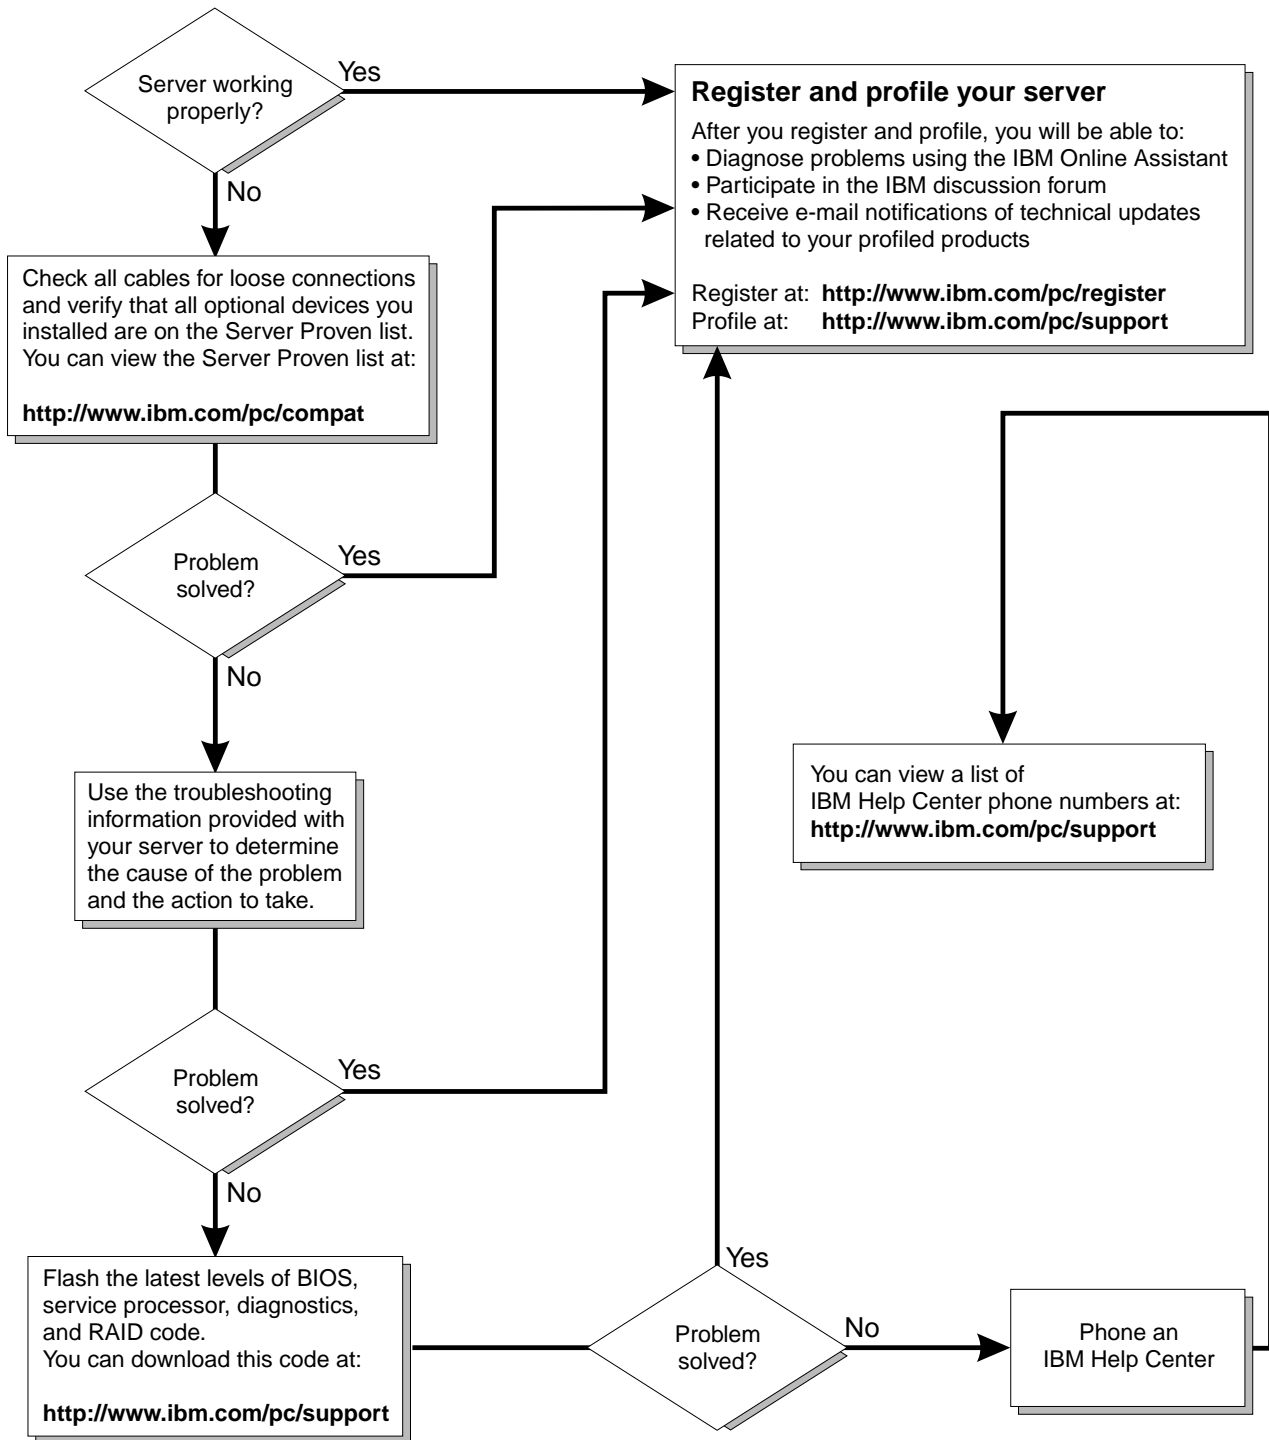 Server working
properly?
Yes
No
Register and profile your server
After you register and profile, you will be able to:
• Diagnose problems using the IBM Online Assistant
• Participate in the IBM discussion forum
• Receive e-mail notifications of technical updates
related to your profiled products
Register at: http://www.ibm.com/pc/register
Profile at: http://www.ibm.com/pc/support
Check all cables for loose connections
and verify that all optional devices you
installed are on the Server Proven list.
You can view the Server Proven list at:
http://www.ibm.com/pc/compat
Problem
solved?
Yes
No
Use the troubleshooting
information provided with
your server to determine
the cause of the problem
and the action to take.
You can view a list of
IBM Help Center phone numbers at:
http://www.ibm.com/pc/support
Problem
solved?
Yes
No
Flash the latest levels of BIOS,
service processor, diagnostics,
and RAID code.
You can download this code at:
http://www.ibm.com/pc/support
Problem
solved?
Yes
No
Phone an
IBM Help Center